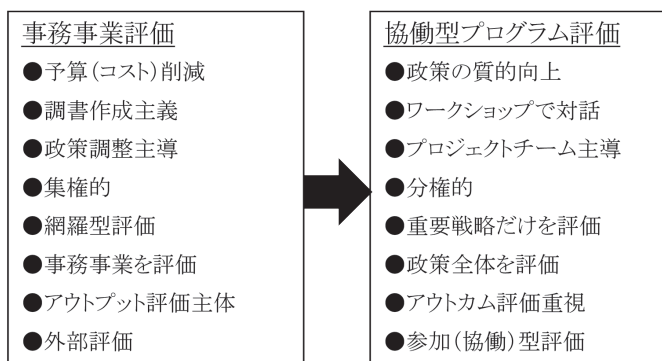 事務事業評価
●予算(コスト)削減
●調書作成主義
●政策調整主導
●集権的
●網羅型評価
●事務事業を評価
●アウトプット評価主体
●外部評価
協働型プログラム評価
●政策の質的向上
●ワークショップで対話
●プロジェクトチーム主導
●分権的
●重要戦略だけを評価
●政策全体を評価
●アウトカム評価重視
●参加(協働)型評価